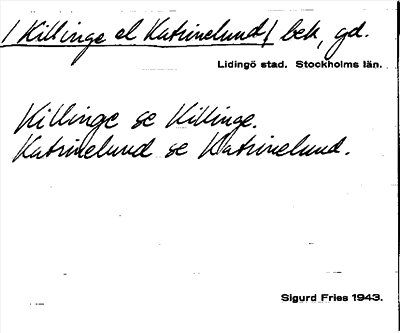 / Killinge el Katrinelund / bek, gd.
Lidingö stad. Stockholms län.
Killinge se Killinge.
Katrinelund se Katrinelund.
Sigurd Fries 1943.